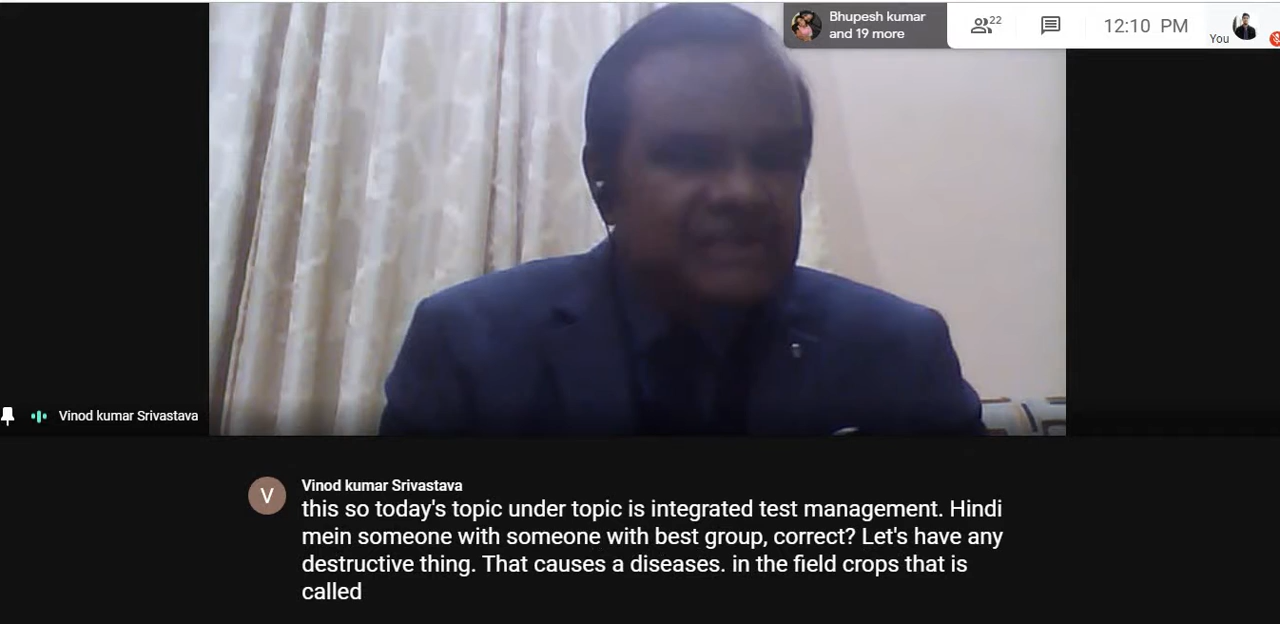 Bhupesh kumar
and 19 more
22
12:10 PM
You
Vinod kumar Srivastava
V
Vinod kumar Srivastava
this so today's topic under topic is integrated test management. Hindi
mein someone with someone with best group, correct? Let's have any
destructive thing. That causes a diseases. in the field crops that is
called